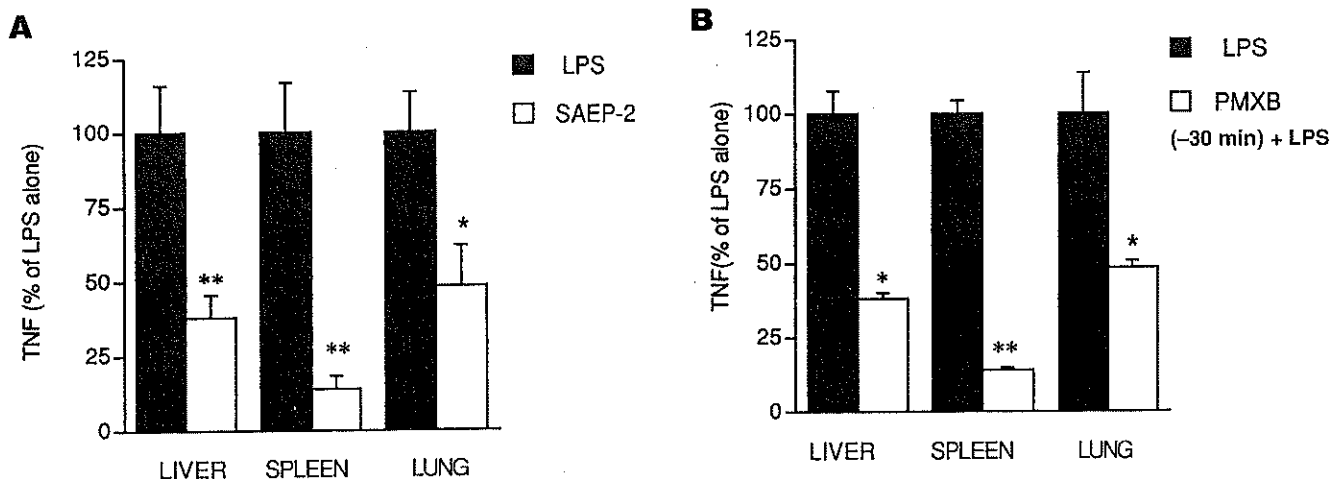 A
TNF (% of LPS alone)
125
100
75
50
25
0
**
**
*
LIVER
SPLEEN
LUNG
LPS
SAEP-2
B
TNF(% of LPS alone)
125
100
75
50
25
0
*
**
*
LIVER
SPLEEN
LUNG
LPS
PMXB
(–30 min) + LPS